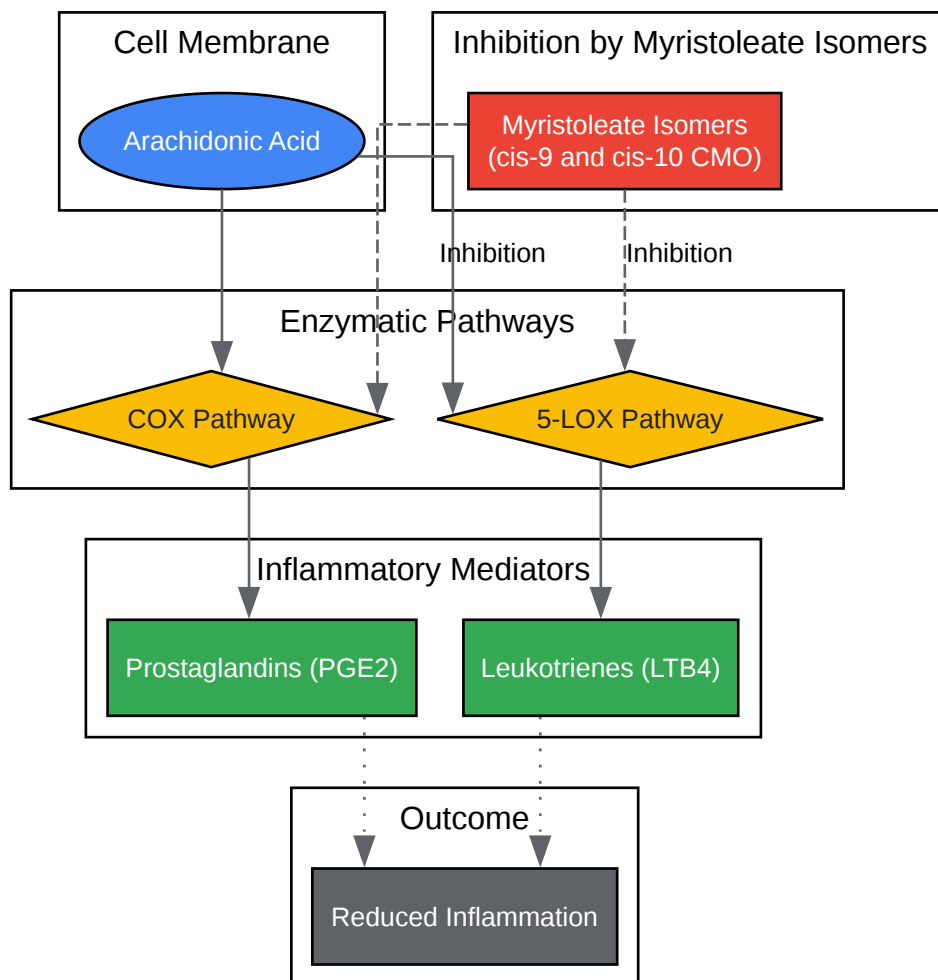 Cell Membrane
Inhibition by Myristoleate Isomers
Arachidonic Acid
Myristoleate Isomers
(cis-9 and cis-10 CMO)
Inhibition
Inhibition
Enzymatic Pathways
COX Pathway
5-LOX Pathway
Inflammatory Mediators
Prostaglandins (PGE2)
Leukotrienes (LTB4)
Outcome
Reduced Inflammation